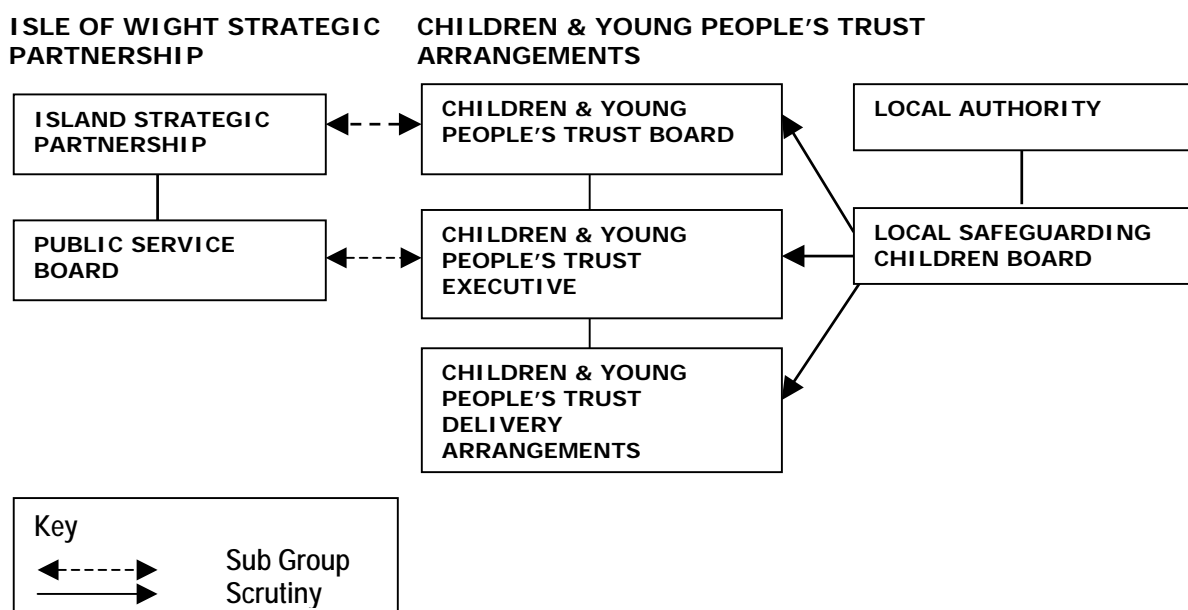 ISLE OF WIGHT STRATEGIC
PARTNERSHIP
CHILDREN & YOUNG PEOPLE'S TRUST
ARRANGEMENTS
ISLAND STRATEGIC
PARTNERSHIP
CHILDREN & YOUNG
PEOPLE'S TRUST BOARD
LOCAL AUTHORITY
PUBLIC SERVICE
BOARD
CHILDREN & YOUNG
PEOPLE'S TRUST
EXECUTIVE
LOCAL SAFEGUARDING
CHILDREN BOARD
CHILDREN & YOUNG
PEOPLE'S TRUST
DELIVERY
ARRANGEMENTS
Key
Sub Group
Scrutiny